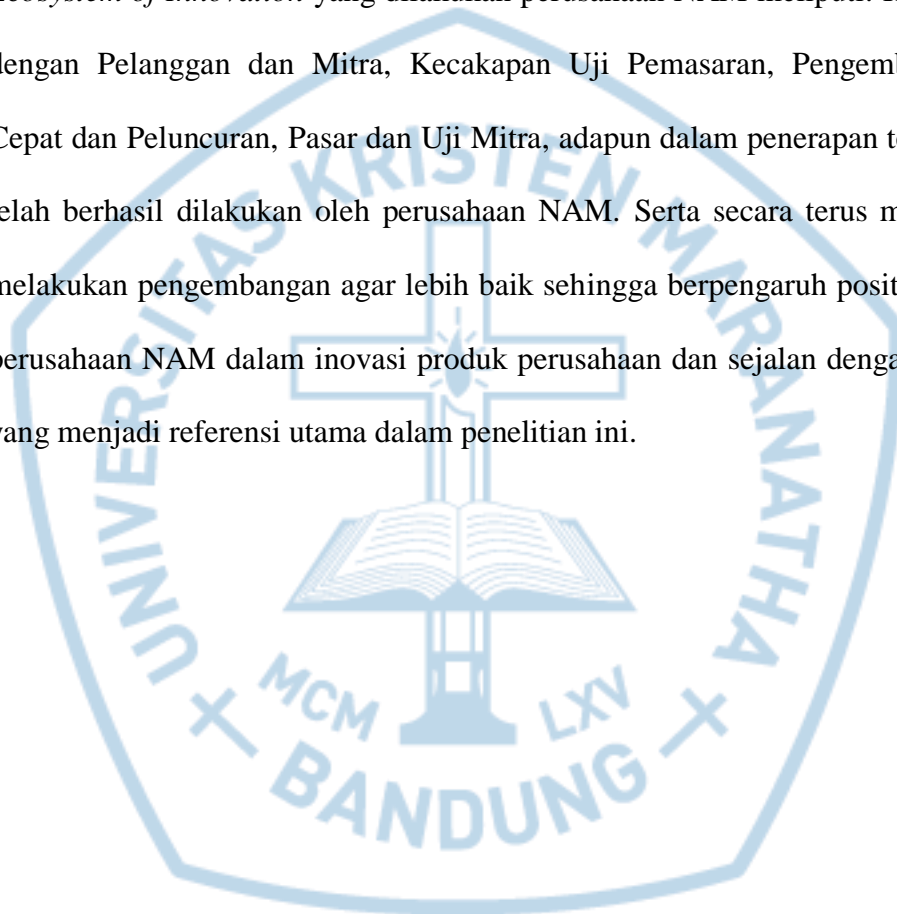 ecosystem of innovation yang dilakukan perusahaan NAM meliputi:
dengan Pelanggan dan Mitra, Kecakapan Uji Pemasaran, Pengemb
Cepat dan Peluncuran, Pasar dan Uji Mitra, adapun dalam penerapan te
telah berhasil dilakukan oleh perusahaan NAM. Serta secara terus m
melakukan pengembangan agar lebih baik sehingga berpengaruh posit
perusahaan NAM dalam inovasi produk perusahaan dan sejalan denga
yang menjadi referensi utama dalam penelitian ini.
UNIVERSITAS KRISTEN MARANATHA
MCM LXV
BANDUNG